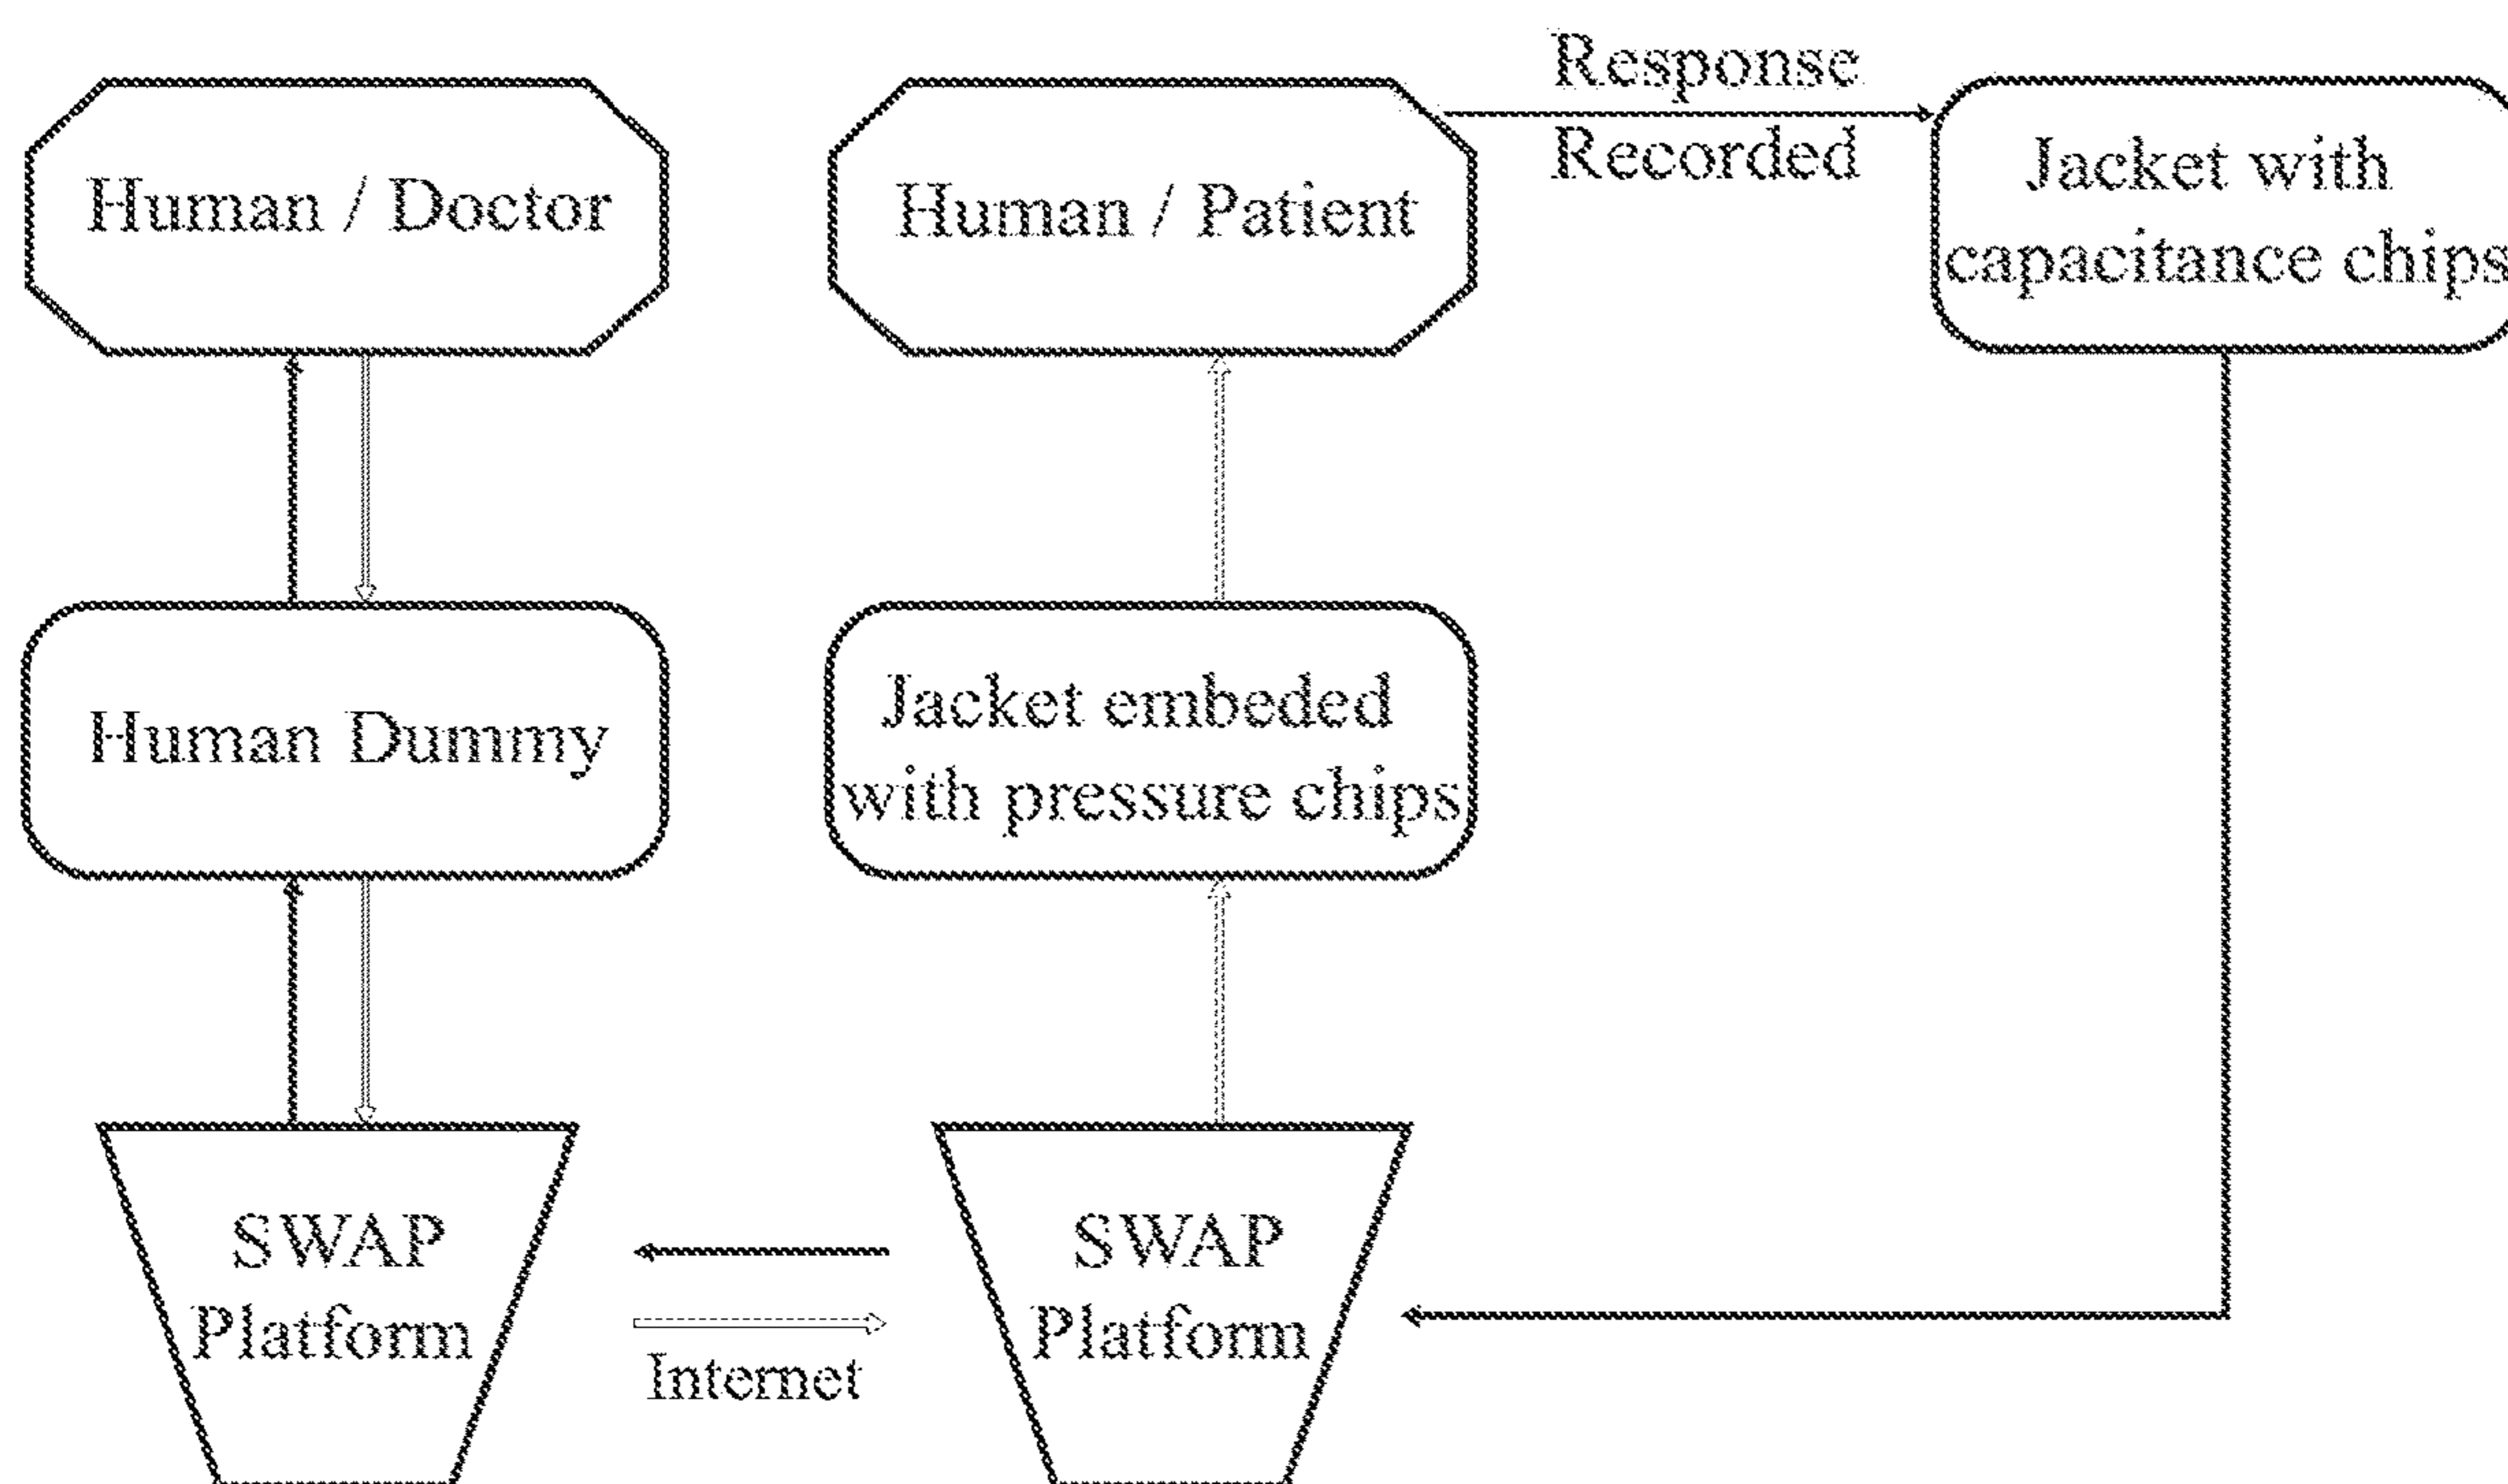 Human / Doctor
Human / Patient
Response
Recorded
Jacket with
capacitance chips
Human Dummy
Jacket embeded
with pressure chips
SWAP
Platform
Internet
SWAP
Platform